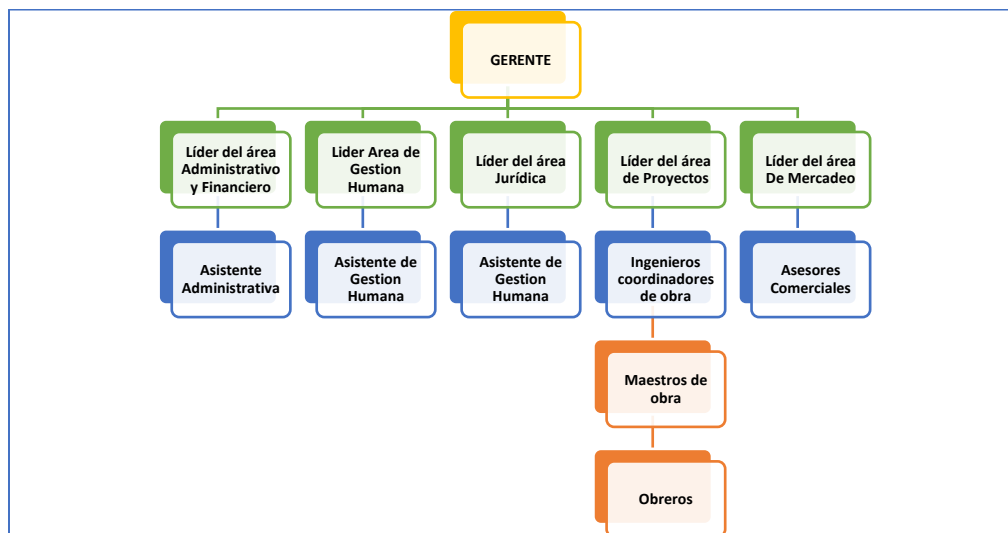 GERENTE
Líder del área
Administrativo
y Financiero
Lider Area de
Gestion
Humana
Líder del área
Jurídica
Líder del área
de Proyectos
Líder del área
De Mercadeo
Asistente
Administrativa
Asistente de
Gestion
Humana
Asistente de
Gestion
Humana
Ingenieros
coordinadores
de obra
Asesores
Comerciales
Maestros de
obra
Obreros